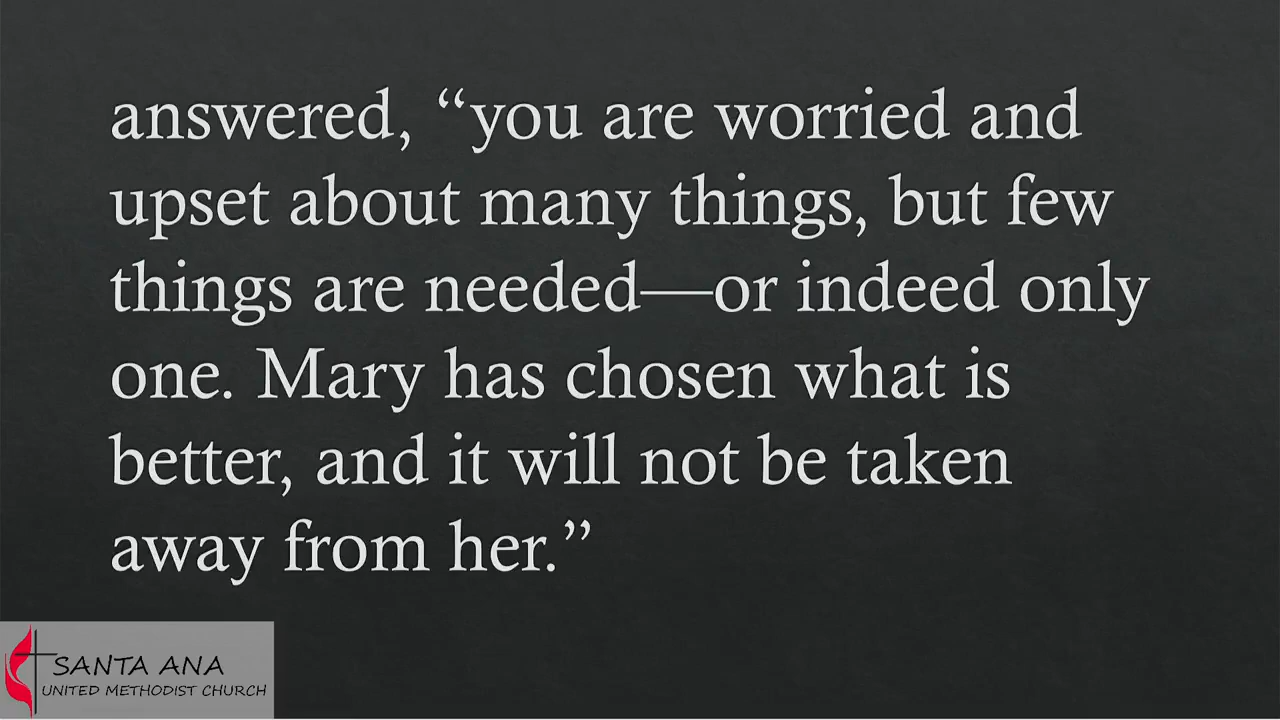 answered, “you are worried and
upset about many things, but few
things are needed—or indeed only
one. Mary has chosen what is
better, and it will not be taken
away from her.”
SANTA ANA
UNITED METHODIST CHURCH